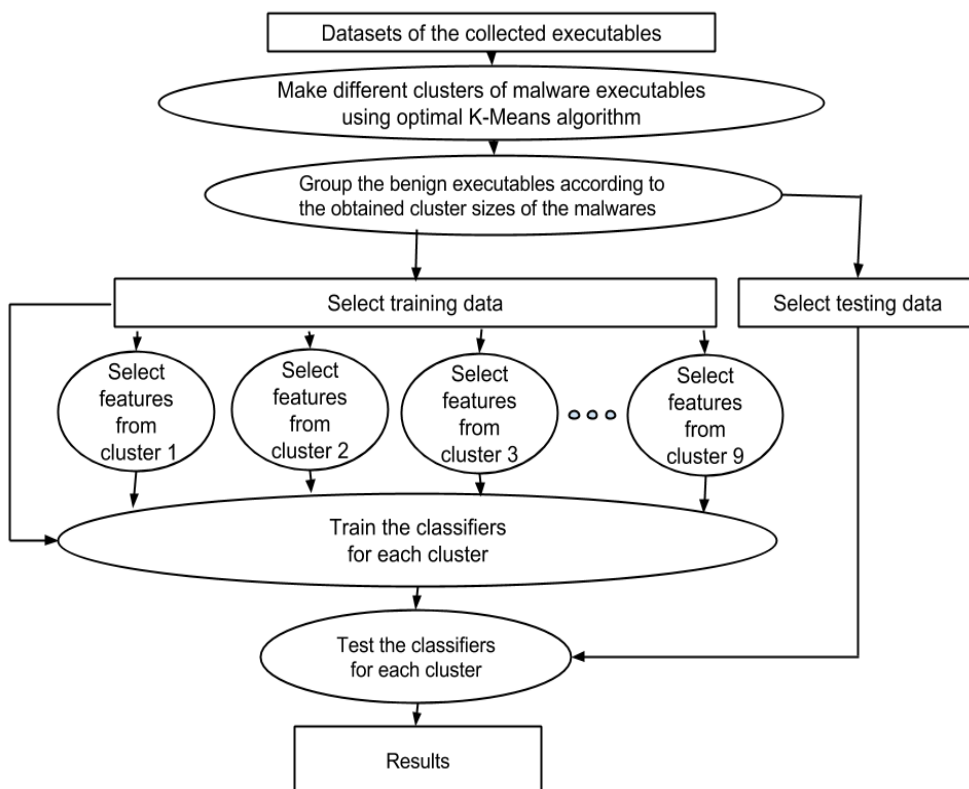 Datasets of the collected executables
Make different clusters of malware executables
using optimal K-Means algorithm
Group the benign executables according to
the obtained cluster sizes of the malwares
Select training data
Select testing data
Select
features
from
cluster 1
Select
features
from
cluster 2
Select
features
from
cluster 3
Select
features
from
cluster 9
Train the classifiers
for each cluster
Test the classifiers
for each cluster
Results